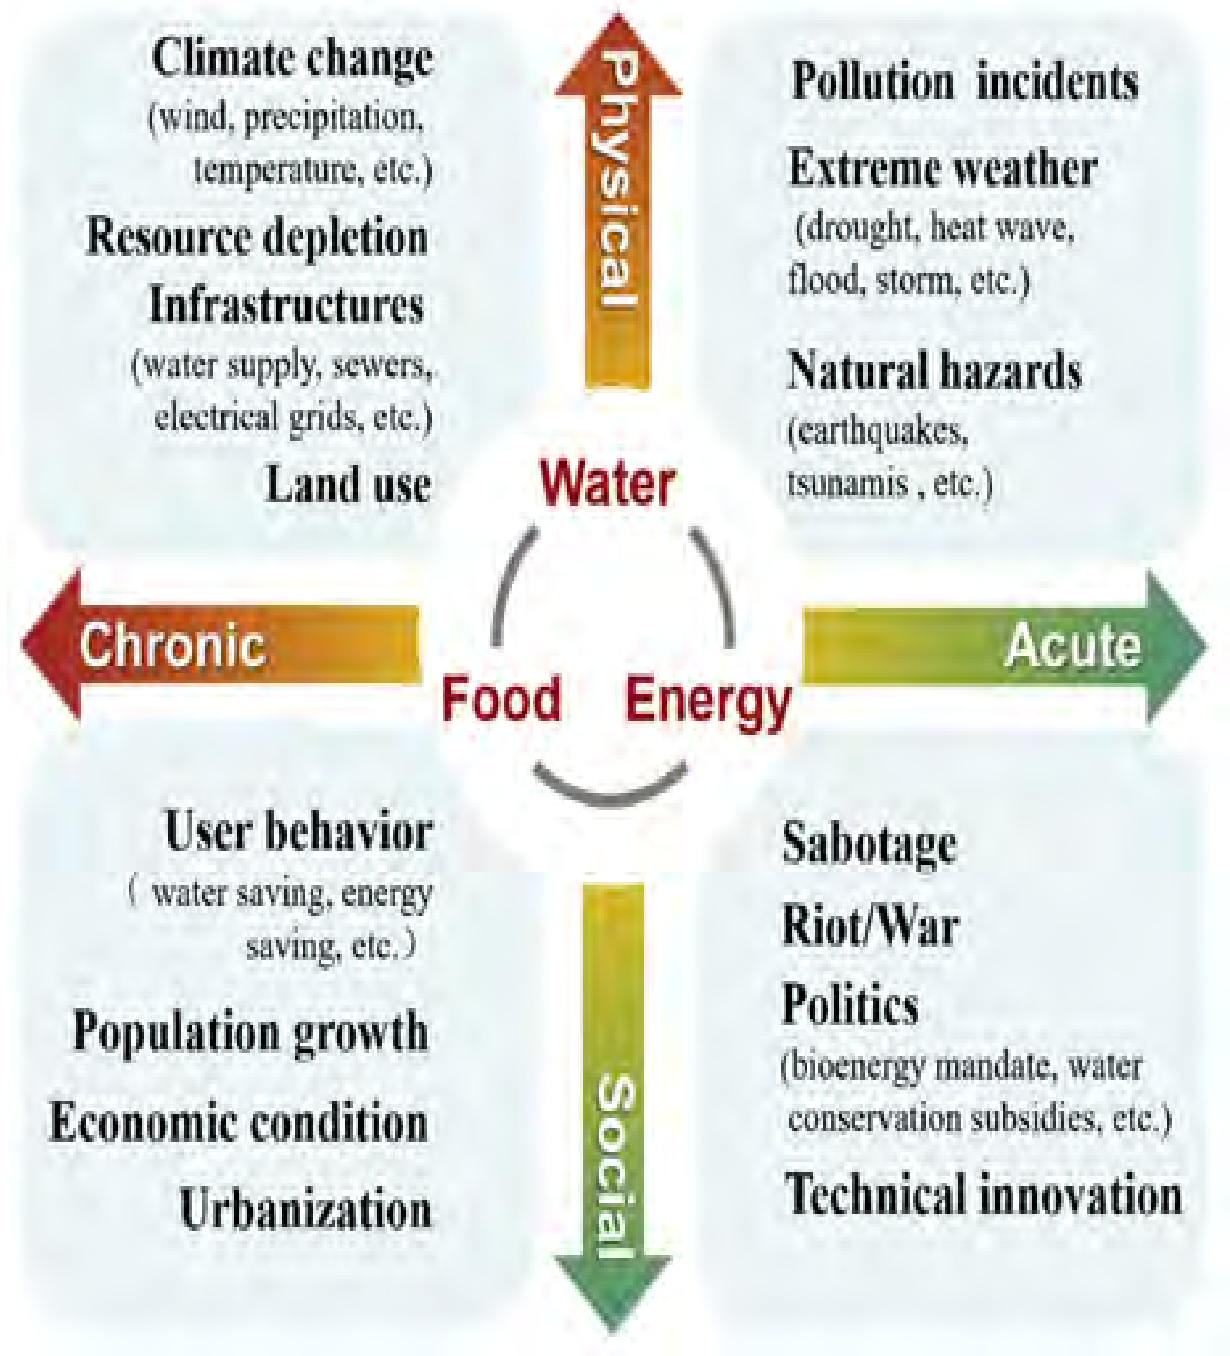 Physical
Climate change
(wind, precipitation,
temperature, etc.)
Resource depletion
Infrastructures
(water supply, sewers,
electrical grids, etc.)
Land use
Pollution incidents
Extreme weather
(drought, heat wave,
flood, storm, etc.)
Natural hazards
(earthquakes,
tsunamis , etc.)
Water
Chronic
Acute
Food
Energy
User behavior
( water saving, energy
saving, etc.)
Population growth
Economic condition
Urbanization
Sabotage
Riot/War
Politics
(bioenergy mandate, water
conservation subsidies, etc.)
Technical innovation
Social